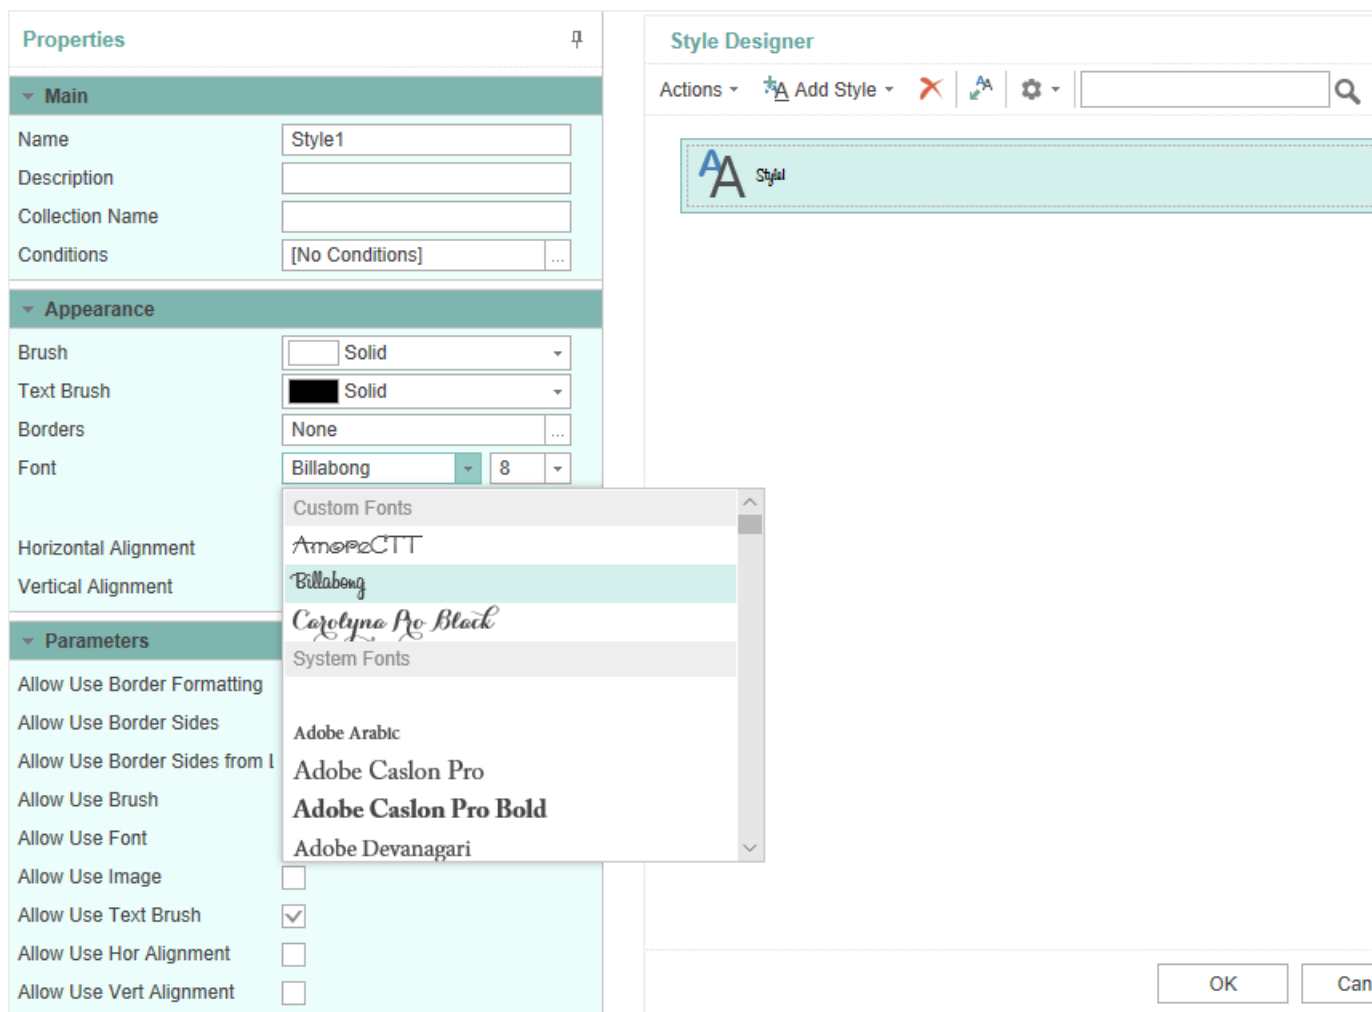 Properties
Main
Name Style1
Description
Collection Name
Conditions [No Conditions] ...
Appearance
Brush Solid
Text Brush Solid
Borders None ...
Font Billabong 8
Custom Fonts
AmoreCTT
Horizontal Alignment
Billabong
Vertical Alignment
Carolyna Pro Black
Parameters
System Fonts
Allow Use Border Formatting
Allow Use Border Sides
Adobe Arabic
Allow Use Border Sides from
Adobe Caslon Pro
Allow Use Brush
Adobe Caslon Pro Bold
Allow Use Font
Adobe Devanagari
Allow Use Image
Allow Use Text Brush
Allow Use Hor Alignment
Allow Use Vert Alignment
Style Designer
Actions Add Style
Style1
OK Can